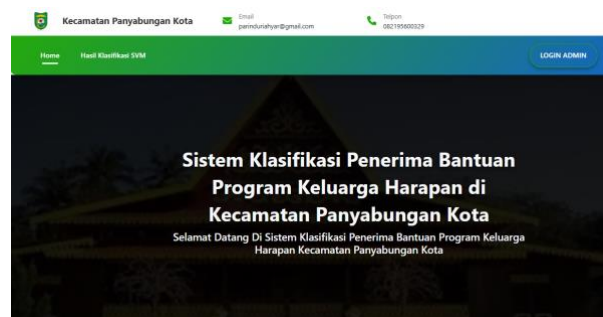 Kecamatan Panyabungan Kota
Email
parinduriahyar@gmail.com
Telpon
082195600329
Home
Hasil Klasifikasi SVM
LOGIN ADMIN
Sistem Klasifikasi Penerima Bantuan
Program Keluarga Harapan di
Kecamatan Panyabungan Kota
Selamat Datang Di Sistem Klasifikasi Penerima Bantuan Program Keluarga
Harapan Kecamatan Panyabungan Kota